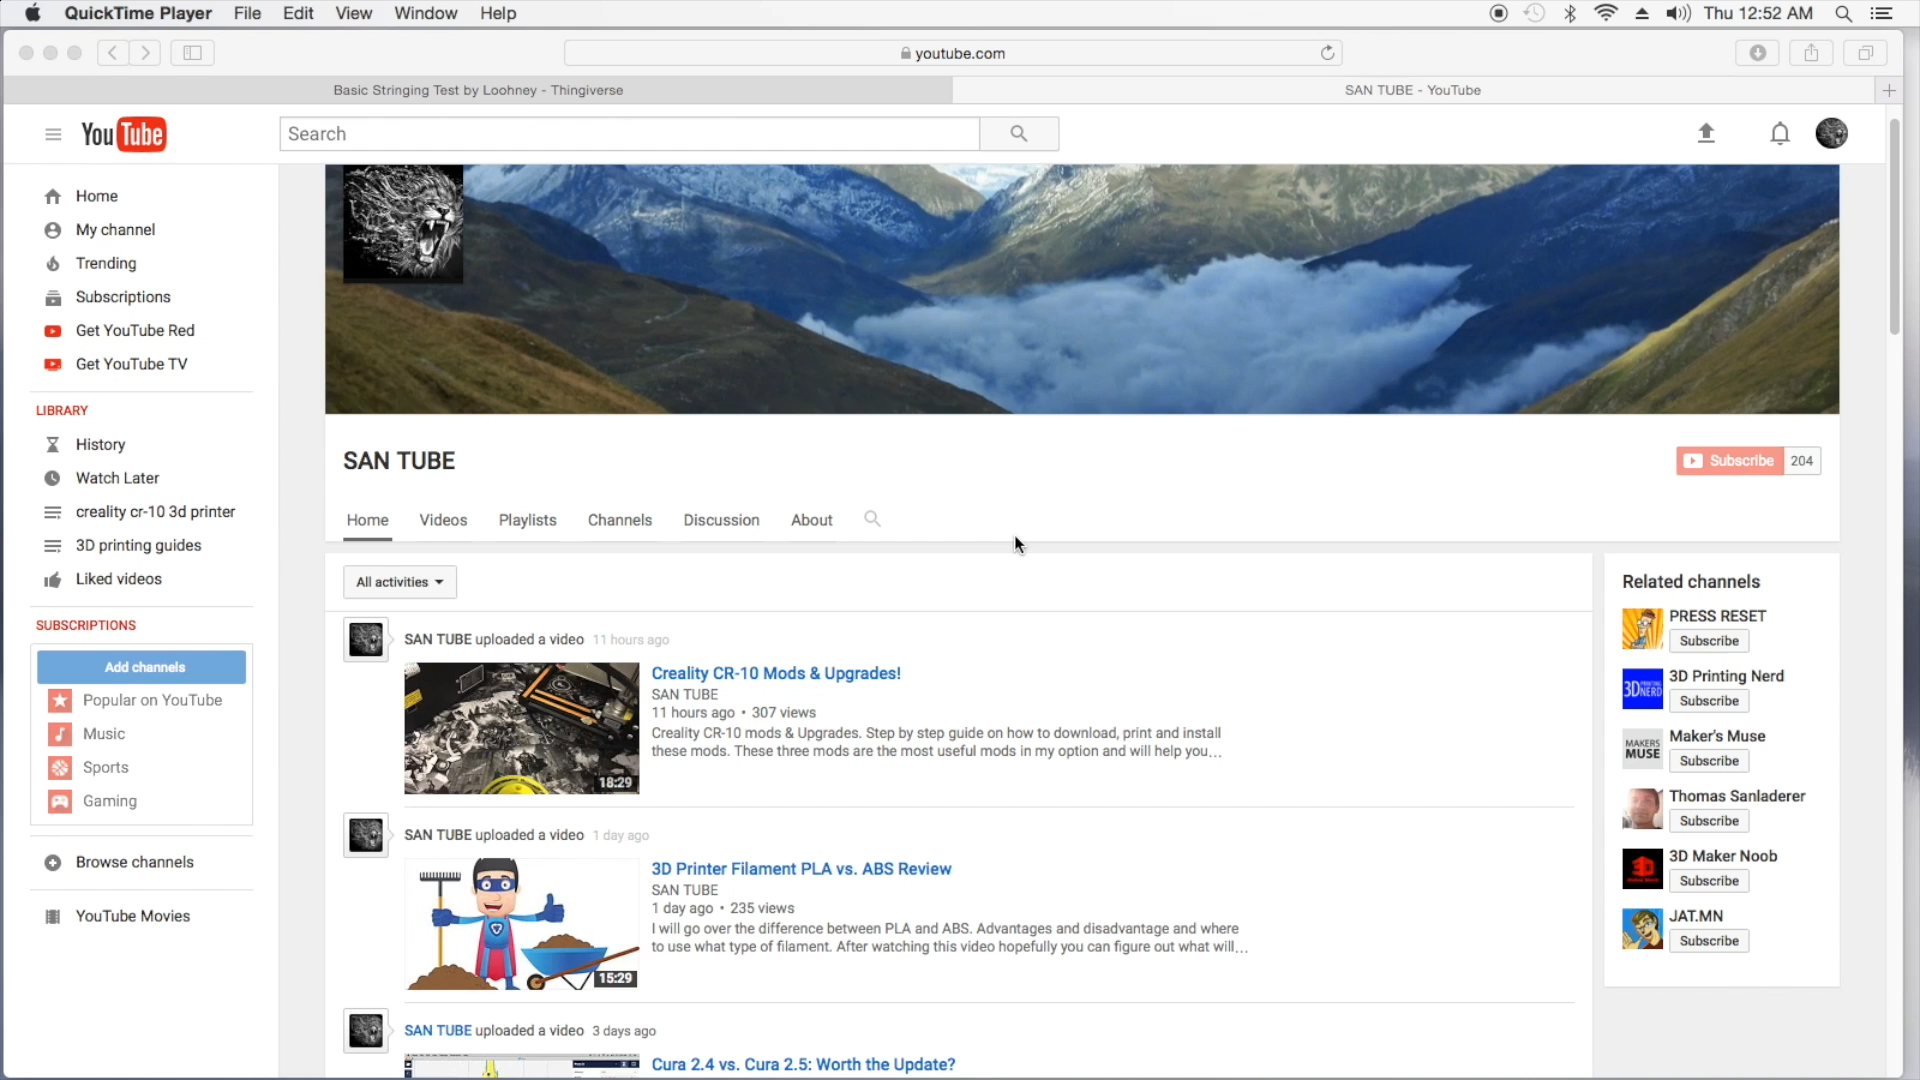 QuickTime Player File Edit View Window Help Thu 12:52 AM
youtube.com
Basic Stringing Test by Loohney - Thingiverse
SAN TUBE - YouTube
YouTube
Search
Home
My channel
Trending
Subscriptions
Get YouTube Red
Get YouTube TV
LIBRARY
History
Watch Later
creality cr-10 3d printer
3D printing guides
Liked videos
SUBSCRIPTIONS
Add channels
Popular on YouTube
Music
Sports
Gaming
Browse channels
YouTube Movies
SAN TUBE
Subscribe 204
Home Videos Playlists Channels Discussion About
All activities
SAN TUBE uploaded a video 11 hours ago
18:29
Creality CR-10 Mods & Upgrades!
SAN TUBE
11 hours ago • 307 views
Creality CR-10 mods & Upgrades. Step by step guide on how to download, print and install
these mods. These three mods are the most useful mods in my option and will help you...
SAN TUBE uploaded a video 1 day ago
15:29
3D Printer Filament PLA vs. ABS Review
SAN TUBE
1 day ago • 235 views
I will go over the difference between PLA and ABS. Advantages and disadvantage and where
to use what type of filament. After watching this video hopefully you can figure out what will...
SAN TUBE uploaded a video 3 days ago
Cura 2.4 vs. Cura 2.5: Worth the Update?
Related channels
PRESS RESET
Subscribe
3D PRINTING NERD
3D Printing Nerd
Subscribe
MAKERS MUSE
Maker's Muse
Subscribe
Thomas Sanladerer
Subscribe
3D Maker Noob
Subscribe
JAT.MN
Subscribe